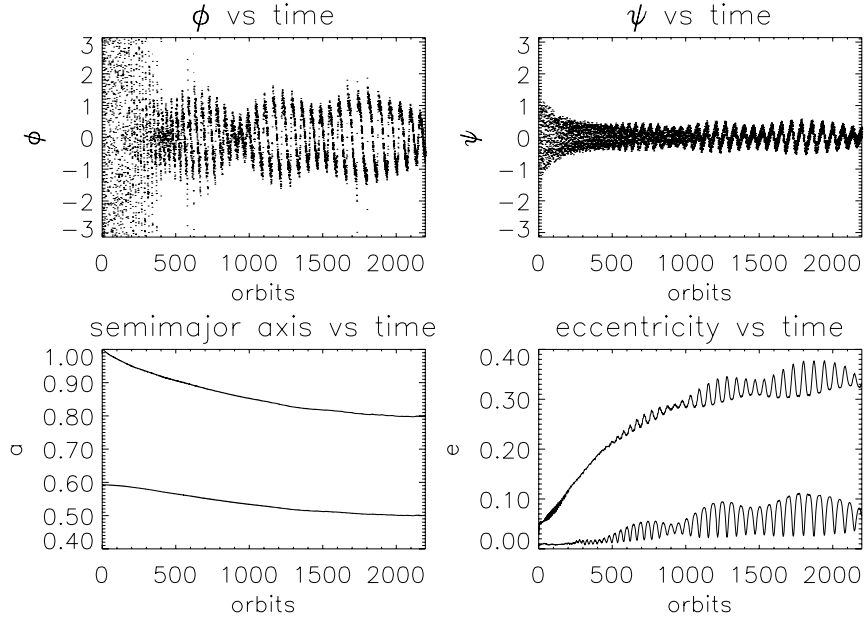 ϕ vs time
ψ vs time
3
2
1
0
−1
−2
−3
ϕ
0 500 1000 1500 2000
orbits
3
2
1
0
−1
−2
−3
ψ
0 500 1000 1500 2000
orbits
semimajor axis vs time
eccentricity vs time
1.00
0.90
0.80
0.70
0.60
0.50
0.40
a
0 500 1000 1500 2000
orbits
0.40
0.30
0.20
0.10
0.00
e
0 500 1000 1500 2000
orbits